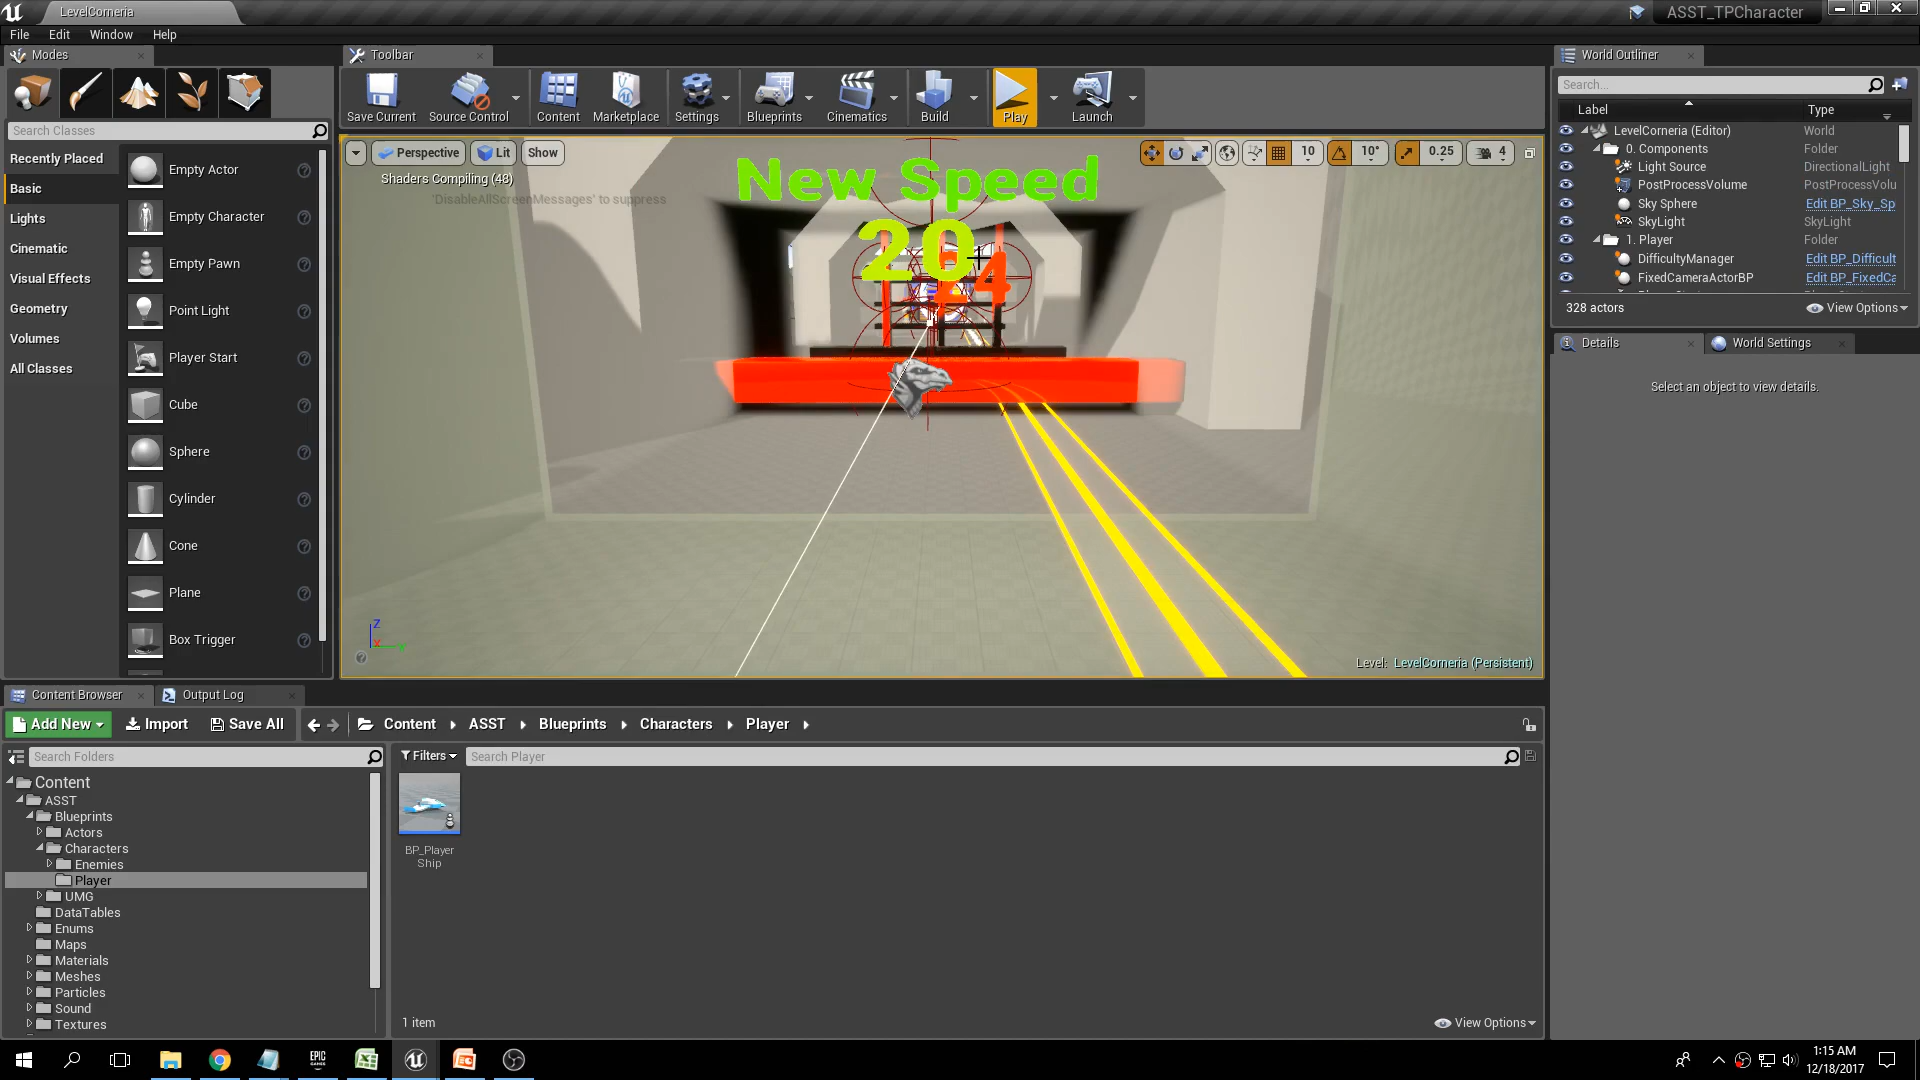 LevelCorneria
ASST_TPCharacter
File Edit Window Help
Modes
Toolbar
World Outliner
Save Current
Source Control
Content
Marketplace
Settings
Blueprints
Cinematics
Build
Play
Launch
Search...
Label
Type
Search Classes
Recently Placed
Basic
Lights
Cinematic
Visual Effects
Geometry
Volumes
All Classes
Empty Actor
Empty Character
Empty Pawn
Point Light
Player Start
Cube
Sphere
Cylinder
Cone
Plane
Box Trigger
Perspective
Lit
Show
10
10°
0.25
4
Shaders Compiling (48)
'DisableAllScreenMessages' to suppress
New Speed
20
Z
Level: LevelCorneria (Persistent)
LevelCorneria (Editor) World
0. Components Folder
Light Source DirectionalLight
PostProcessVolume PostProcessVolu
Sky Sphere Edit BP_Sky_Sp
SkyLight SkyLight
1. Player Folder
DifficultyManager Edit BP_Difficult
FixedCameraActorBP Edit BP_FixedCa
328 actors
View Options
Details
World Settings
Select an object to view details.
Content Browser
Output Log
Add New
Import
Save All
Content
ASST
Blueprints
Characters
Player
Search Folders
Filters
Search Player
Content
ASST
Blueprints
Actors
Characters
Enemies
Player
UMG
DataTables
Enums
Maps
Materials
Meshes
Particles
Sound
Textures
BP_Player
Ship
1 item
View Options
EPIC
GAMES
1:15 AM
12/18/2017